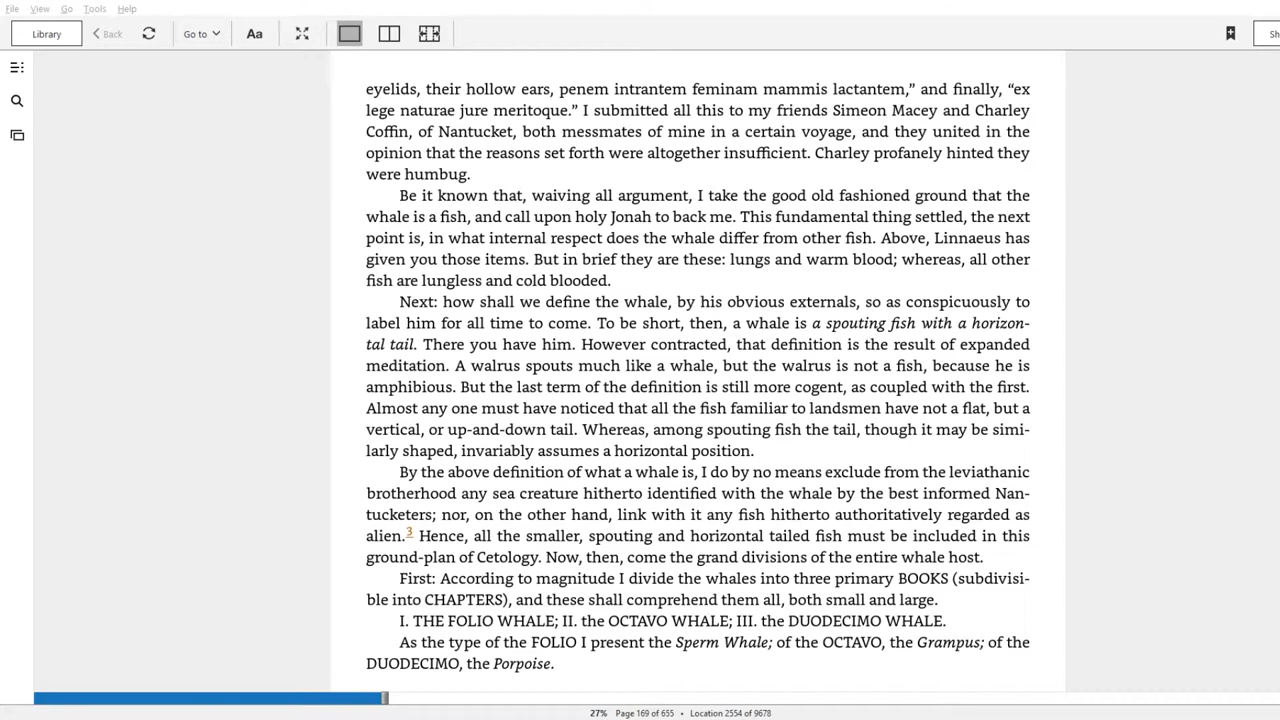 File View Go Tools Help
Library Back Go to Aa Sh
eyelids, their hollow ears, penem intrantem feminam mammis lactantem,” and finally, “ex
lege naturae jure meritoque.” I submitted all this to my friends Simeon Macey and Charley
Coffin, of Nantucket, both messmates of mine in a certain voyage, and they united in the
opinion that the reasons set forth were altogether insufficient. Charley profanely hinted they
were humbug.
Be it known that, waiving all argument, I take the good old fashioned ground that the
whale is a fish, and call upon holy Jonah to back me. This fundamental thing settled, the next
point is, in what internal respect does the whale differ from other fish. Above, Linnaeus has
given you those items. But in brief they are these: lungs and warm blood; whereas, all other
fish are lungless and cold blooded.
Next: how shall we define the whale, by his obvious externals, so as conspicuously to
label him for all time to come. To be short, then, a whale is a spouting fish with a horizon-
tal tail. There you have him. However contracted, that definition is the result of expanded
meditation. A walrus spouts much like a whale, but the walrus is not a fish, because he is
amphibious. But the last term of the definition is still more cogent, as coupled with the first.
Almost any one must have noticed that all the fish familiar to landsmen have not a flat, but a
vertical, or up-and-down tail. Whereas, among spouting fish the tail, though it may be simi-
larly shaped, invariably assumes a horizontal position.
By the above definition of what a whale is, I do by no means exclude from the leviathanic
brotherhood any sea creature hitherto identified with the whale by the best informed Nan-
tucketers; nor, on the other hand, link with it any fish hitherto authoritatively regarded as
alien.3 Hence, all the smaller, spouting and horizontal tailed fish must be included in this
ground-plan of Cetology. Now, then, come the grand divisions of the entire whale host.
First: According to magnitude I divide the whales into three primary BOOKS (subdivisi-
ble into CHAPTERS), and these shall comprehend them all, both small and large.
I. THE FOLIO WHALE; II. the OCTAVO WHALE; III. the DUODECIMO WHALE.
As the type of the FOLIO I present the Sperm Whale; of the OCTAVO, the Grampus; of the
DUODECIMO, the Porpoise.
27% Page 169 of 655 • Location 2554 of 9678